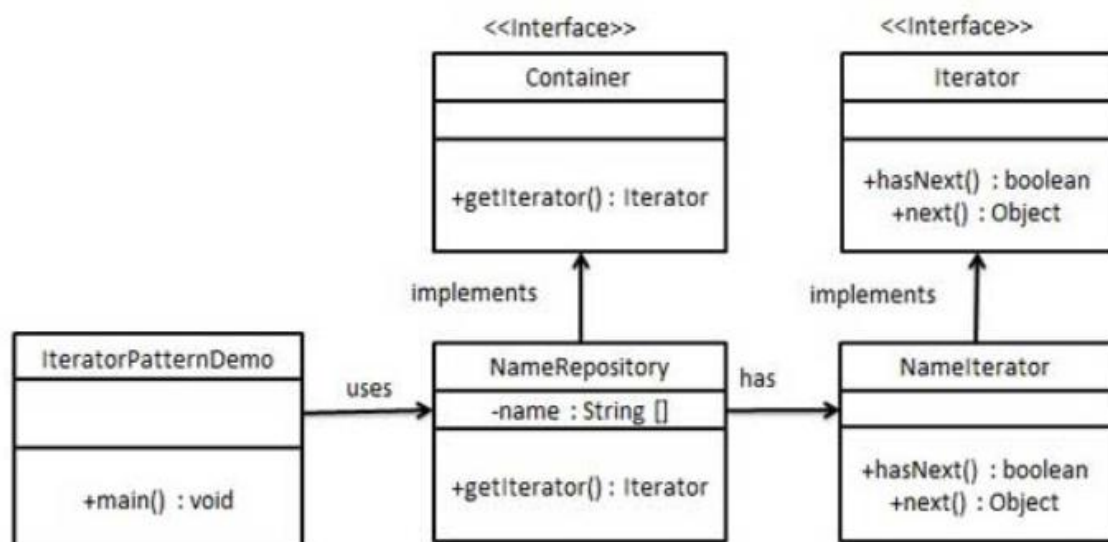 <<Interface>>
Container
+getIterator() : Iterator
<<Interface>>
Iterator
+hasNext() : boolean
+next() : Object
implements
implements
IteratorPatternDemo
+main() : void
uses
NameRepository
-name : String []
+getIterator() : Iterator
has
NameIterator
+hasNext() : boolean
+next() : Object